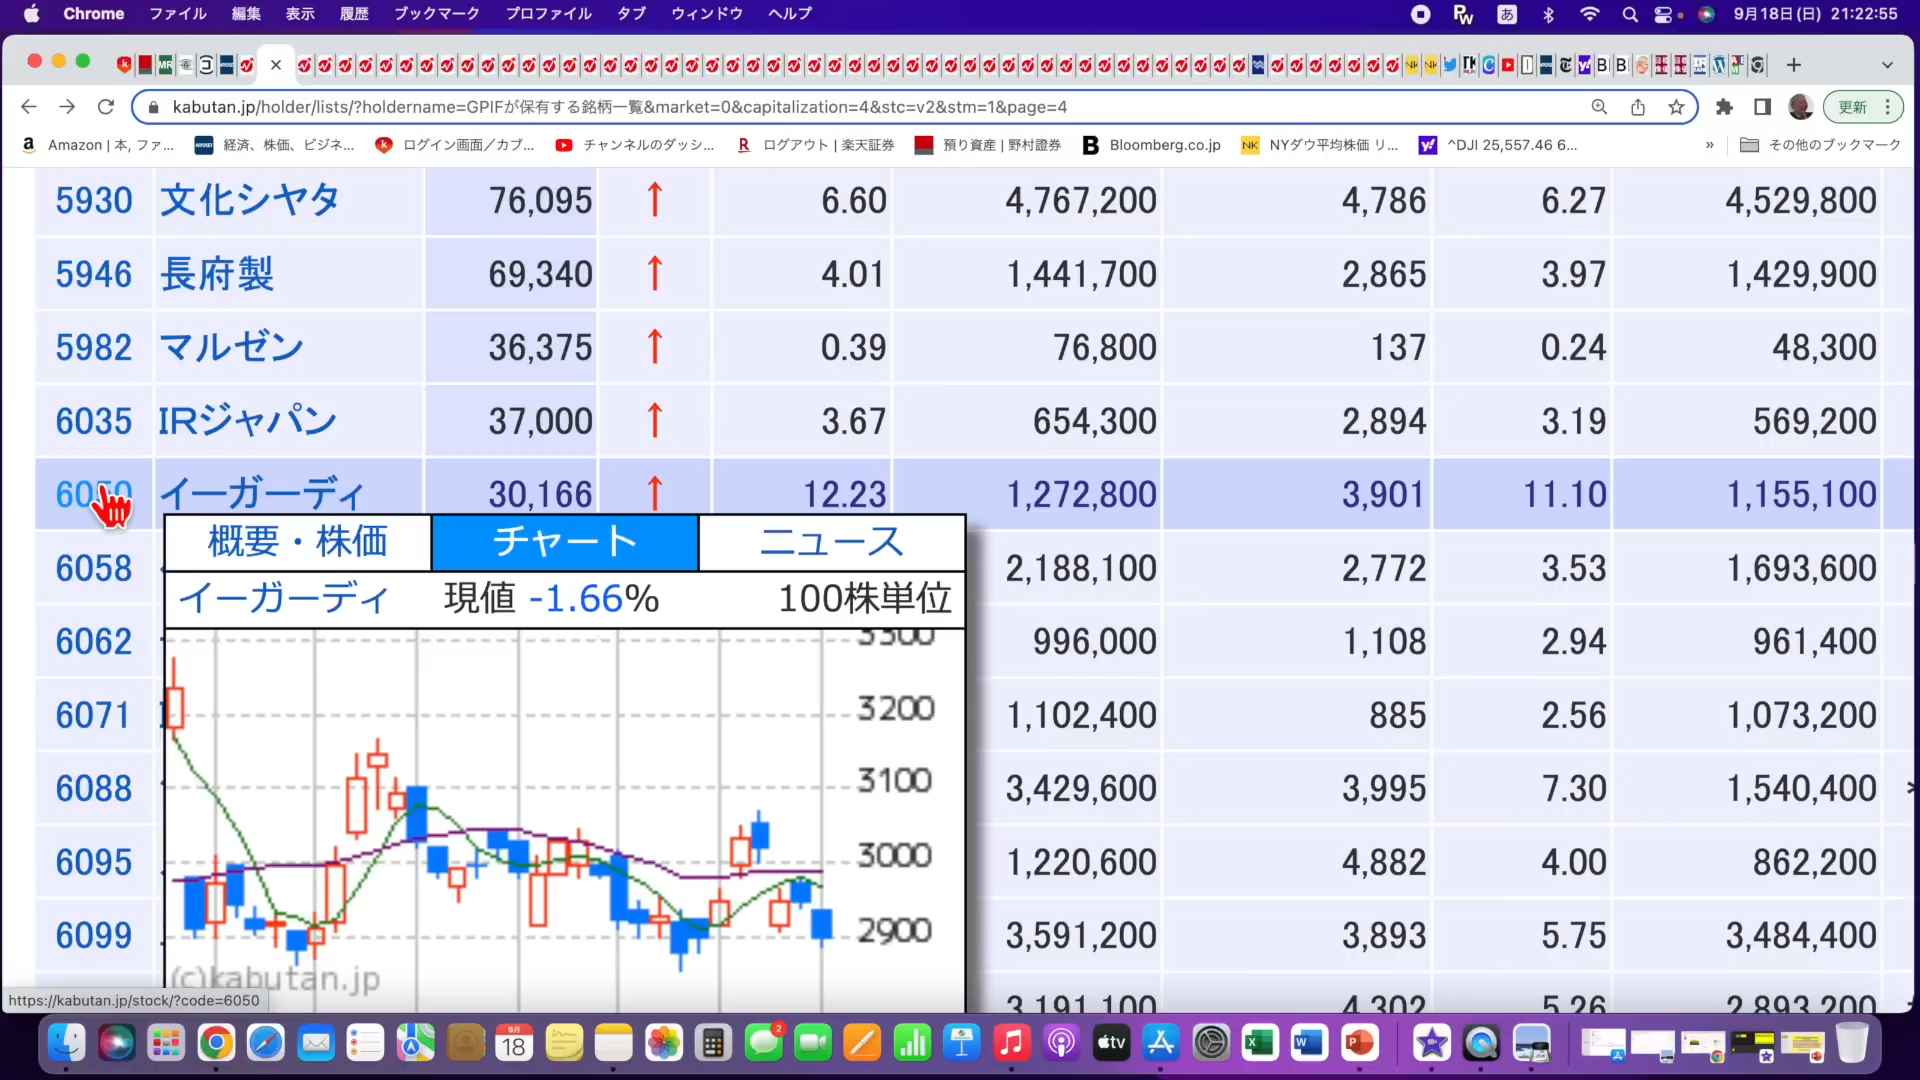 Chrome ファイル 編集 表示 履歴 ブックマーク プロファイル タブ ウィンドウ ヘルプ 9月18日(日) 21:22:55
kabutan.jp/holder/lists/?holdername=GPIFが保有する銘柄一覧&market=0&capitalization=4&stc=v2&stm=1&page=4 更新
Amazon | 本, ファ... 経済、株価、ビジネ... ログイン画面／カブ... チャンネルのダッシ... ログアウト | 楽天証券 預り資産 | 野村證券 Bloomberg.co.jp NYダウ平均株価 リ... ^DJI 25,557.46 6... » その他のブックマーク
5930 文化シヤタ 76,095 ↑ 6.60 4,767,200 4,786 6.27 4,529,800
5946 長府製 69,340 ↑ 4.01 1,441,700 2,865 3.97 1,429,900
5982 マルゼン 36,375 ↑ 0.39 76,800 137 0.24 48,300
6035 IRジャパン 37,000 ↑ 3.67 654,300 2,894 3.19 569,200
6050 イーガーディ 30,166 ↑ 12.23 1,272,800 3,901 11.10 1,155,100
概要・株価 チャート ニュース
イーガーディ 現値 -1.66% 100株単位
3300
3200
3100
3000
2900
(c)kabutan.jp
6058 2,188,100 2,772 3.53 1,693,600
6062 996,000 1,108 2.94 961,400
6071 1,102,400 885 2.56 1,073,200
6088 3,429,600 3,995 7.30 1,540,400
6095 1,220,600 4,882 4.00 862,200
6099 3,591,200 3,893 5.75 3,484,400
3,191,100 4,302 5.26 2,893,200
https://kabutan.jp/stock/?code=6050
9月
18
2
tv